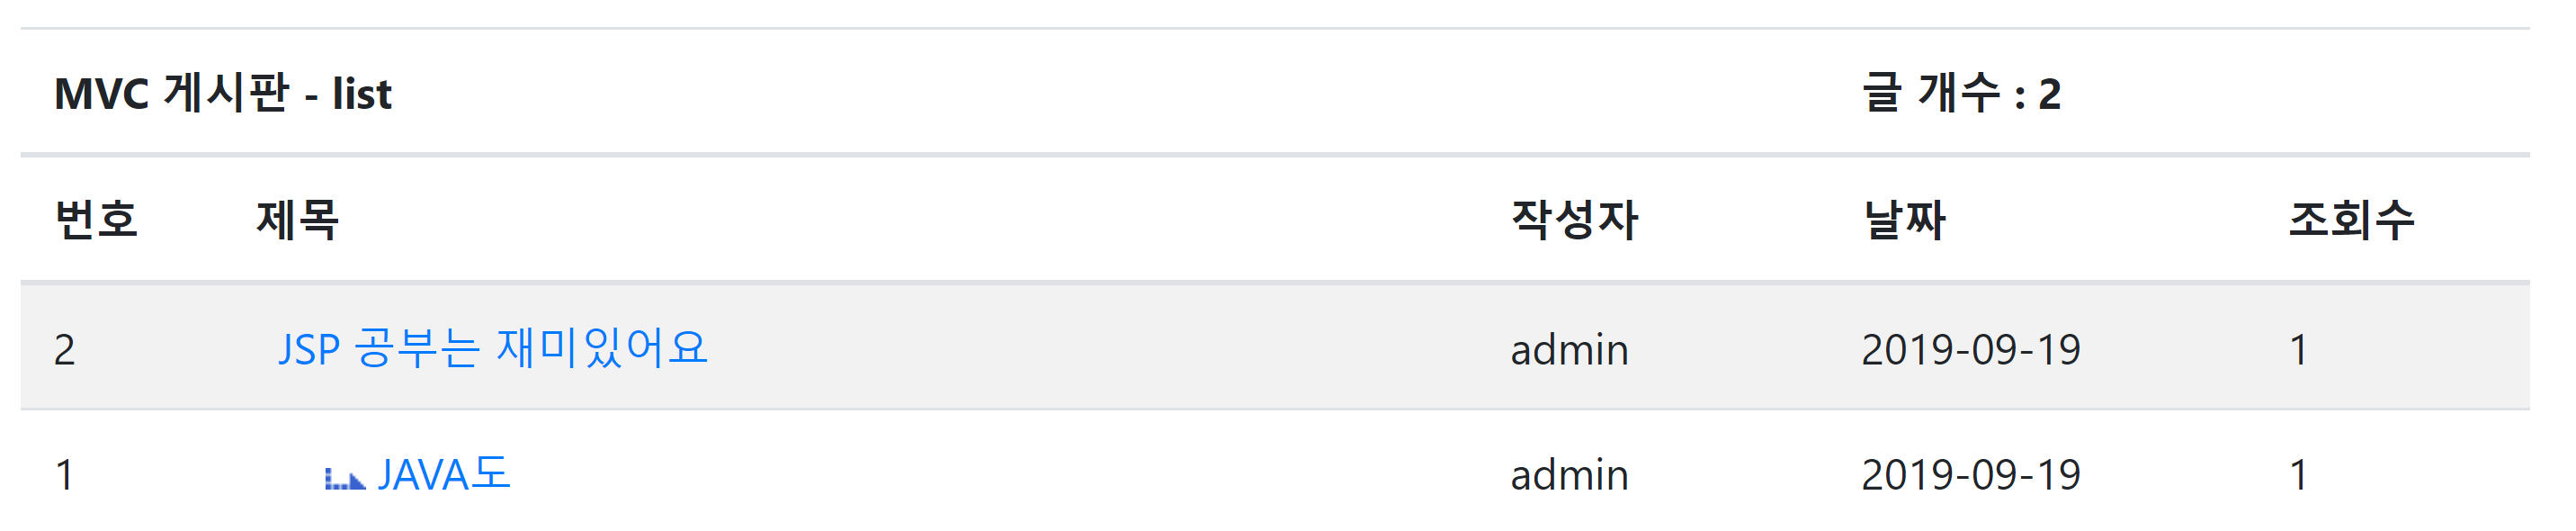 MVC 게시판 - list 글 개수 : 2
번호 제목 작성자 날짜 조회수
2 JSP 공부는 재미있어요 admin 2019-09-19 1
1 JAVA도 admin 2019-09-19 1